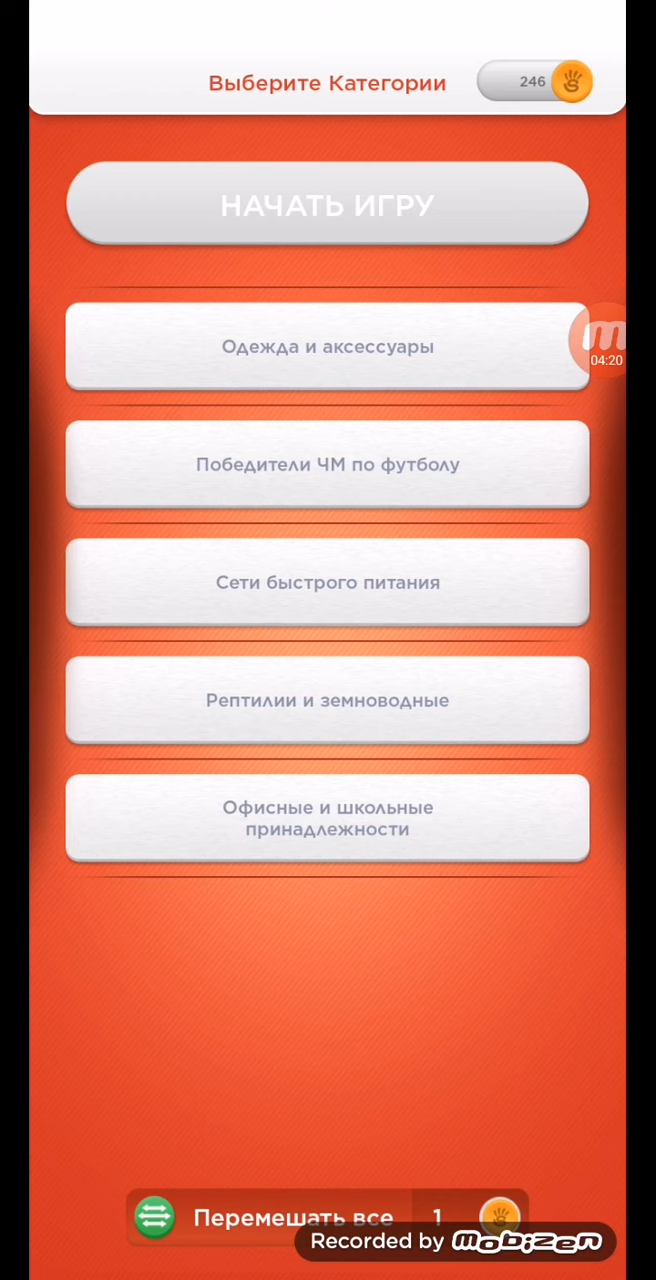 Выберите Категории
246
НАЧАТЬ ИГРУ
Одежда и аксессуары
04:20
Победители ЧМ по футболу
Сети быстрого питания
Рептилии и земноводные
Офисные и школьные
принадлежности
Перемешать все 1
Recorded by mobizen